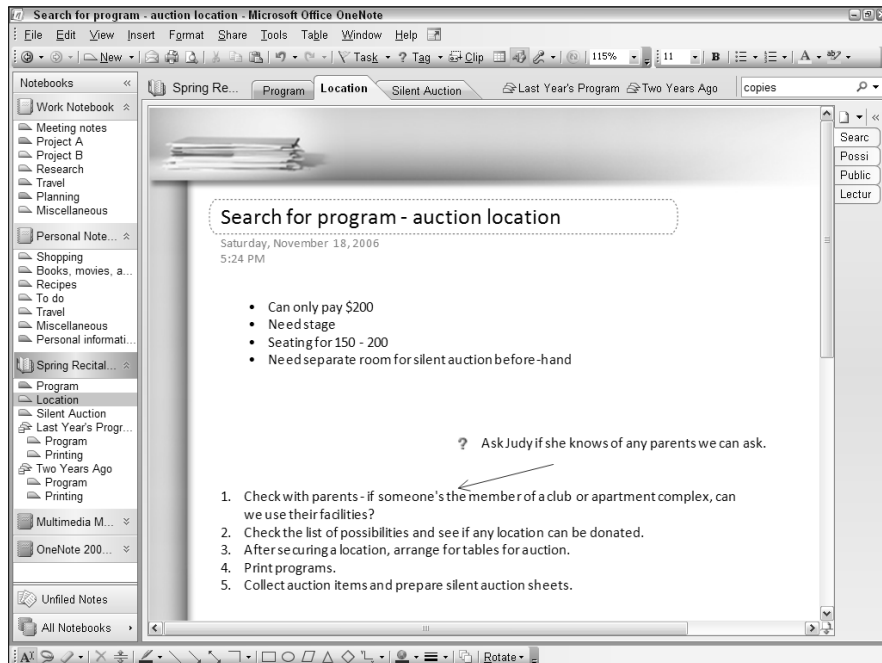 Search for program - auction location - Microsoft Office OneNote
File Edit View Insert Format Share Tools Table Window Help
New Task ? Tag Clip 115% 11 B A
Notebooks «
Spring Re... Program Location Silent Auction Last Year's Program Two Years Ago copies
Work Notebook
Meeting notes
Project A
Project B
Research
Travel
Planning
Miscellaneous
Personal Note...
Shopping
Books, movies, a...
Recipes
To do
Travel
Miscellaneous
Personal informati...
Spring Recital...
Program
Location
Silent Auction
Last Year's Progr...
Program
Printing
Two Years Ago
Program
Printing
Multimedia M...
OneNote 200...
Unfiled Notes
All Notebooks
Search for program - auction location
Saturday, November 18, 2006
5:24 PM
• Can only pay $200
• Need stage
• Seating for 150 - 200
• Need separate room for silent auction before-hand
? Ask Judy if she knows of any parents we can ask.
1. Check with parents - if someone's the member of a club or apartment complex, can
we use their facilities?
2. Check the list of possibilities and see if any location can be donated.
3. After securing a location, arrange for tables for auction.
4. Print programs.
5. Collect auction items and prepare silent auction sheets.
Searc
Possi
Public
Lectur
Rotate